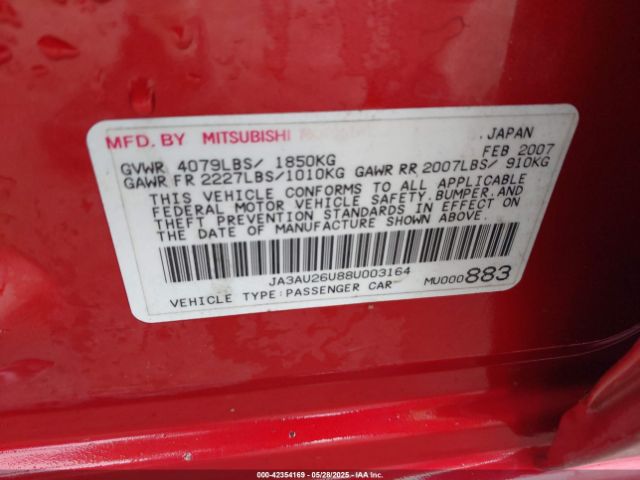 MFD. BY MITSUBISHI . JAPAN
FEB 2007
GVWR 4079LBS/ 1850KG
GAWR FR 2227LBS/1010KG GAWR RR 2007LBS/ 910KG
THIS VEHICLE CONFORMS TO ALL APPLICABLE
FEDERAL MOTOR VEHICLE SAFETY, BUMPER, AND
THEFT PREVENTION STANDARDS IN EFFECT ON
THE DATE OF MANUFACTURE SHOWN ABOVE.
JA3AU26U88U003164
VEHICLE TYPE:PASSENGER CAR MU000883
000-42354169 | 05/28/2025 | © IAA Holdings, LLC